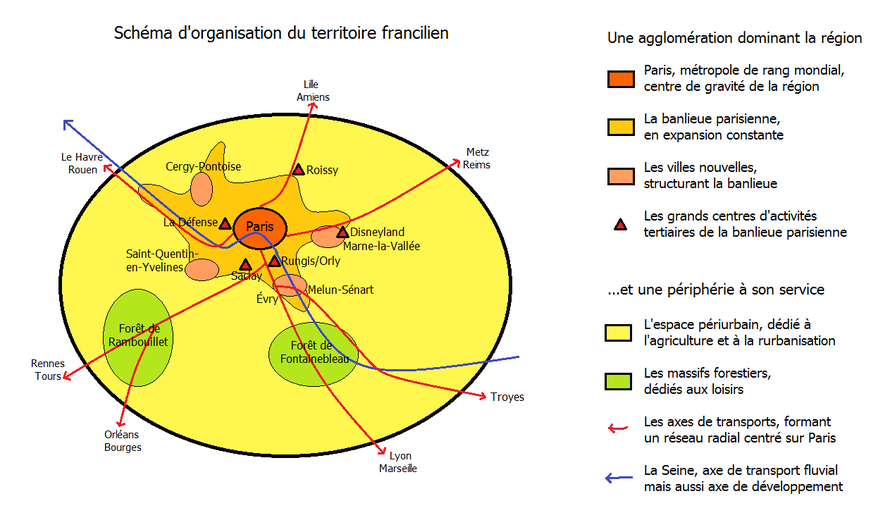 Schéma d'organisation du territoire francilien
Lille
Amiens
Le Havre
Rouen
Metz
Reims
Cergy-Pontoise
Roissy
La Défense
Paris
Disneyland
Marne-la-Vallée
Saint-Quentin-
en-Yvelines
Saclay
Rungis/Orly
Évry
Melun-Sénart
Forêt de
Rambouillet
Forêt de
Fontainebleau
Rennes
Tours
Troyes
Orléans
Bourges
Lyon
Marseille
Une agglomération dominant la région
Paris, métropole de rang mondial,
centre de gravité de la région
La banlieue parisienne,
en expansion constante
Les villes nouvelles,
structurant la banlieue
Les grands centres d'activités
tertiaires de la banlieue parisienne
...et une périphérie à son service
L'espace périurbain, dédié à
l'agriculture et à la rurbanisation
Les massifs forestiers,
dédiés aux loisirs
Les axes de transports, formant
un réseau radial centré sur Paris
La Seine, axe de transport fluvial
mais aussi axe de développement